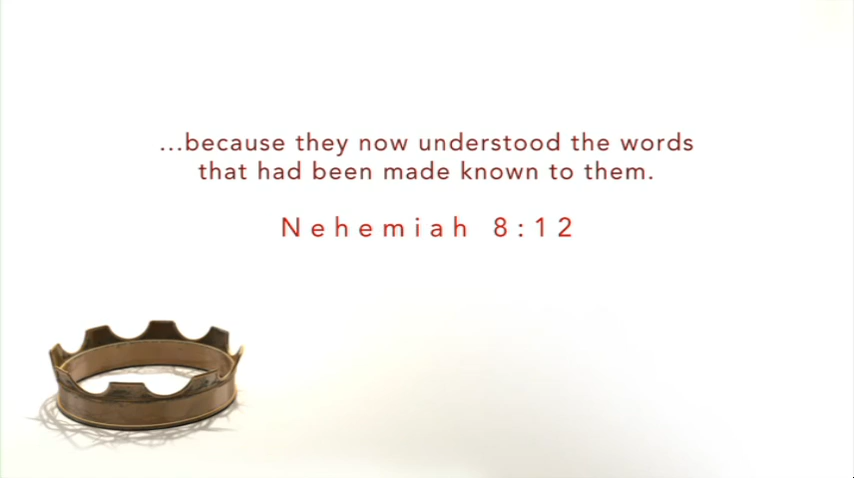 ...because they now understood the words
that had been made known to them.
Nehemiah 8:12